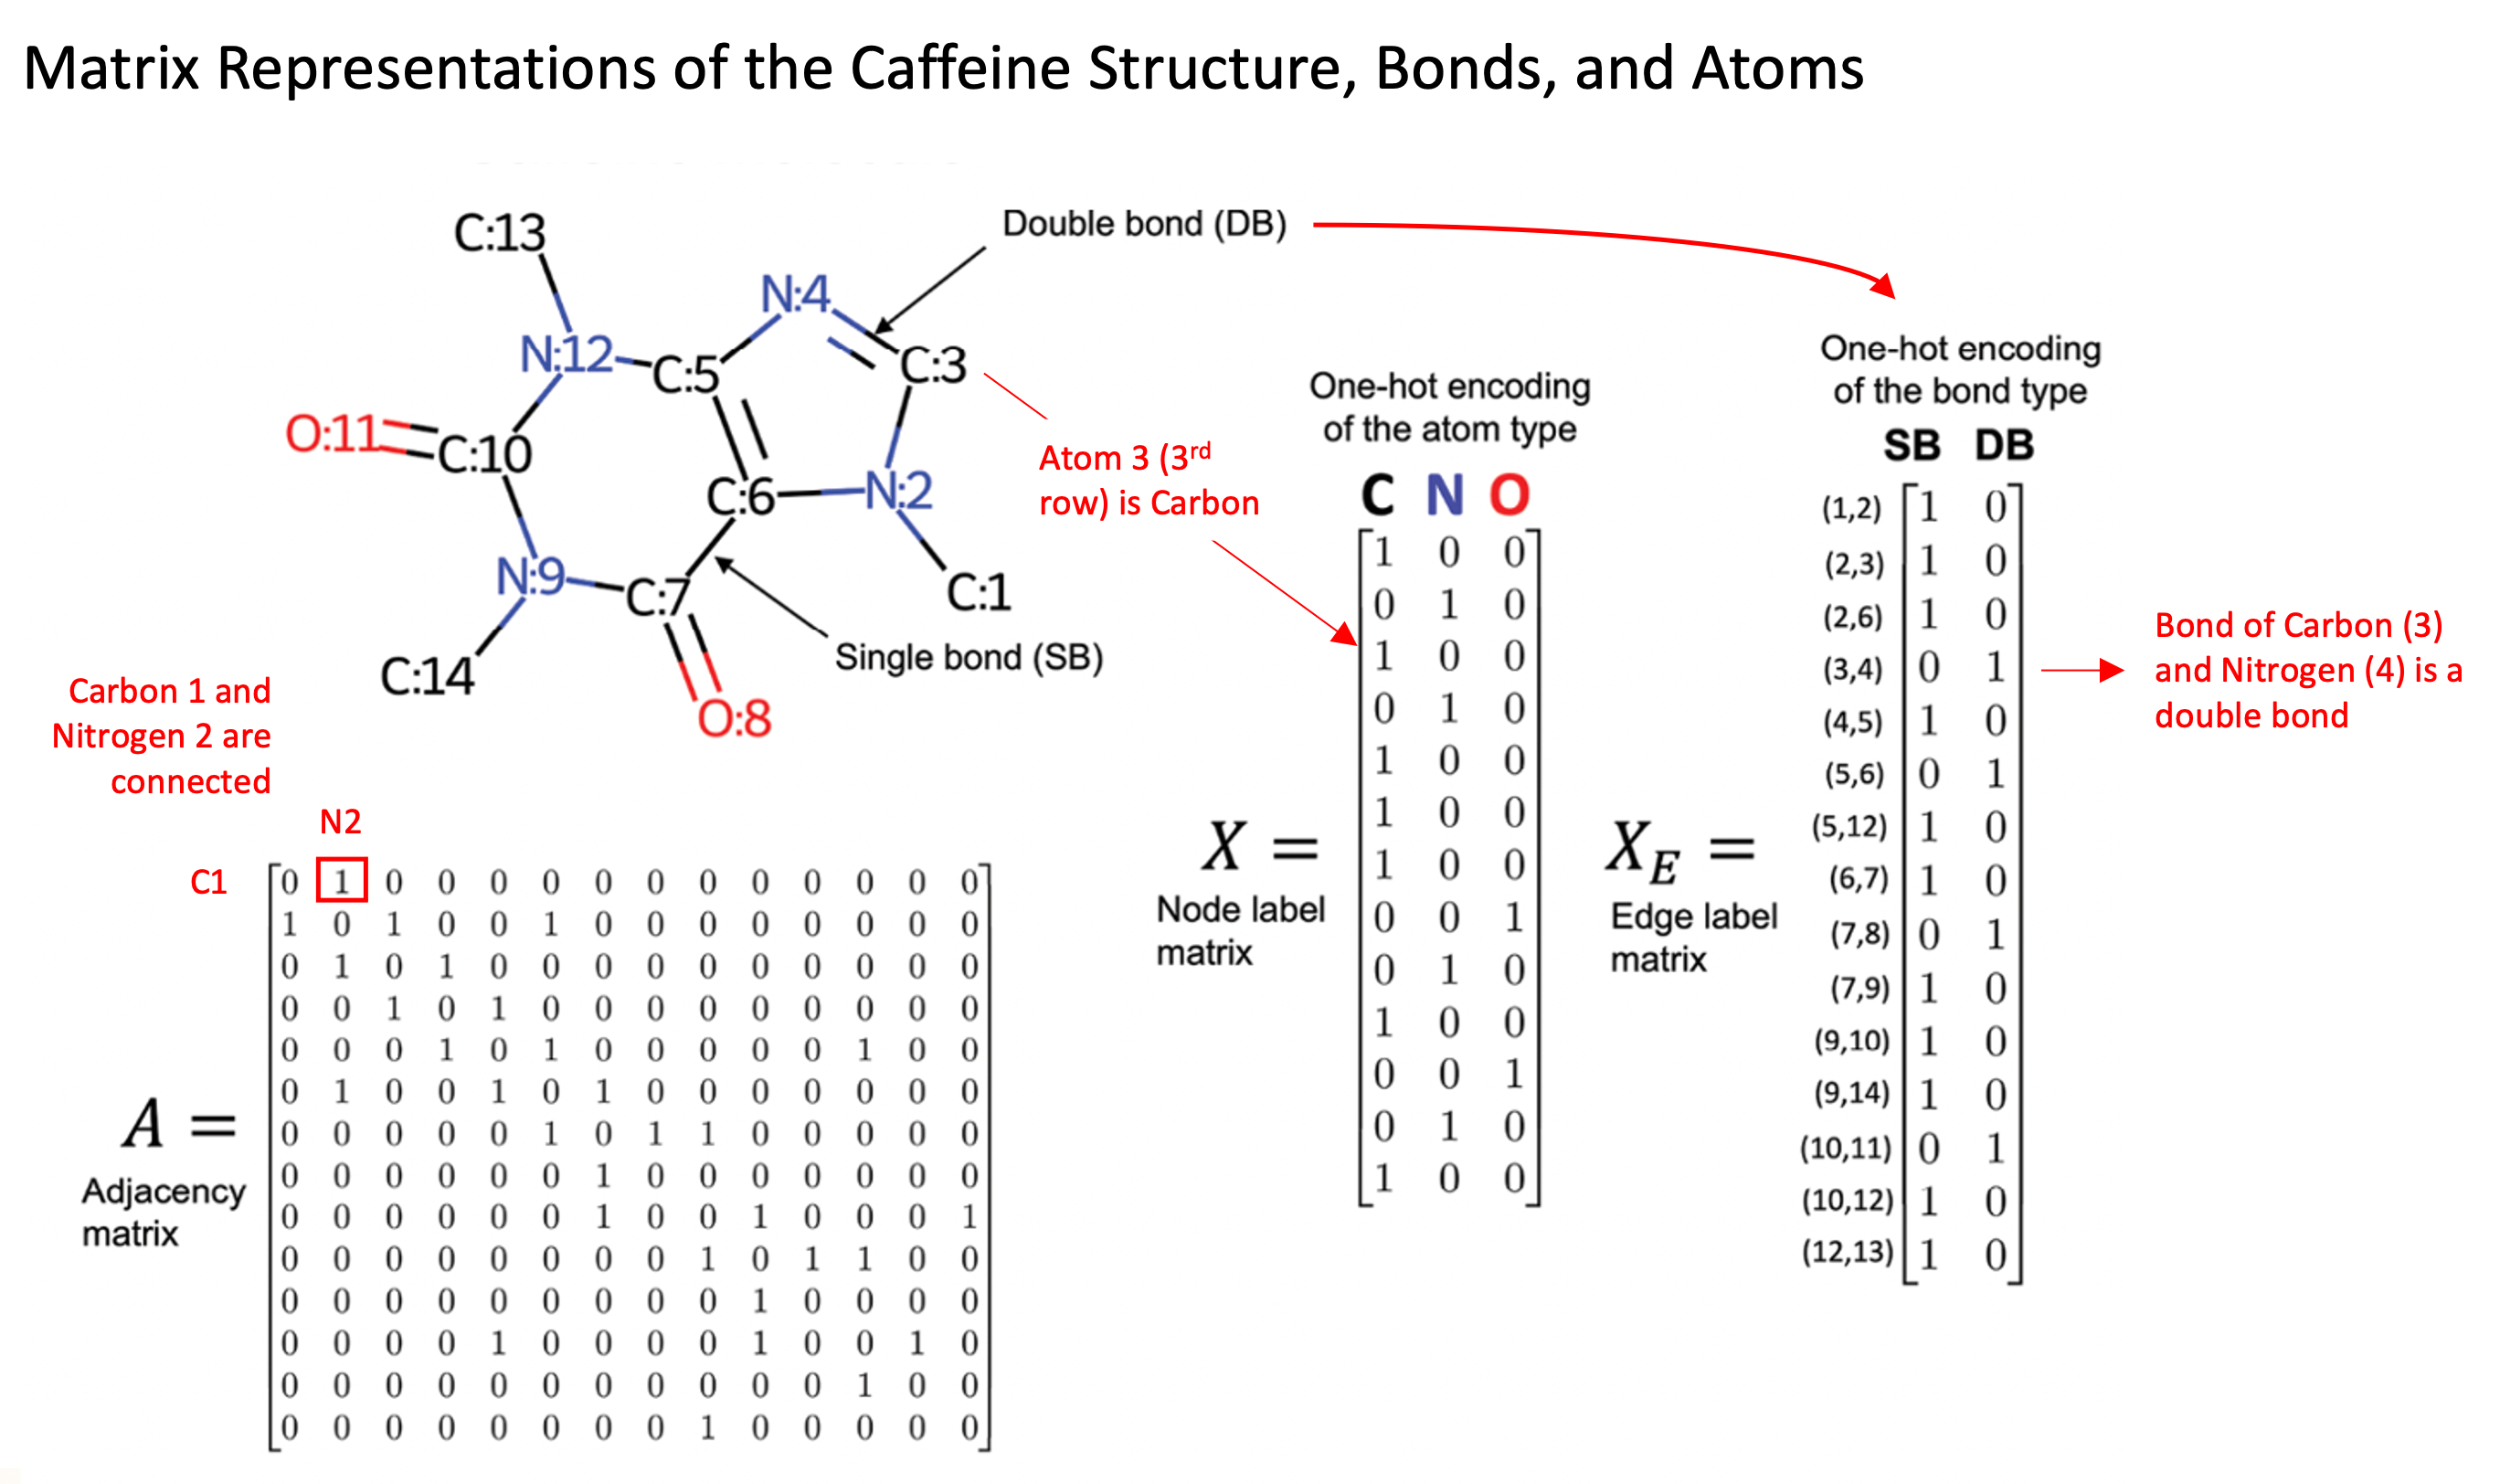 Matrix Representations of the Caffeine Structure, Bonds, and Atoms
C:13
Double bond (DB)
N:4
N:12
C:5
C:3
O:11
C:10
C:6
N:2
N:9
C:7
C:1
C:14
Single bond (SB)
O:8
Carbon 1 and
Nitrogen 2 are
connected
Atom 3 (3rd
row) is Carbon
One-hot encoding
of the atom type
C N O
X =
Node label
matrix
1 0 0
0 1 0
1 0 0
0 1 0
1 0 0
1 0 0
1 0 0
0 0 1
0 1 0
1 0 0
0 0 1
0 1 0
1 0 0
One-hot encoding
of the bond type
SB DB
XE =
Edge label
matrix
(1,2) 1 0
(2,3) 1 0
(2,6) 1 0
(3,4) 0 1
(4,5) 1 0
(5,6) 0 1
(5,12) 1 0
(6,7) 1 0
(7,8) 0 1
(7,9) 1 0
(9,10) 1 0
(9,14) 1 0
(10,11) 0 1
(10,12) 1 0
(12,13) 1 0
Bond of Carbon (3)
and Nitrogen (4) is a
double bond
N2
C1
A =
Adjacency
matrix
0 1 0 0 0 0 0 0 0 0 0 0 0 0
1 0 1 0 0 1 0 0 0 0 0 0 0 0
0 1 0 1 0 0 0 0 0 0 0 0 0 0
0 0 1 0 1 0 0 0 0 0 0 0 0 0
0 0 0 1 0 1 0 0 0 0 0 1 0 0
0 1 0 0 1 0 1 0 0 0 0 0 0 0
0 0 0 0 0 1 0 1 1 0 0 0 0 0
0 0 0 0 0 0 1 0 0 0 0 0 0 0
0 0 0 0 0 0 1 0 0 1 0 0 0 1
0 0 0 0 0 0 0 0 1 0 1 1 0 0
0 0 0 0 0 0 0 0 0 1 0 0 0 0
0 0 0 0 1 0 0 0 0 1 0 0 1 0
0 0 0 0 0 0 0 0 0 0 0 1 0 0
0 0 0 0 0 0 0 0 1 0 0 0 0 0